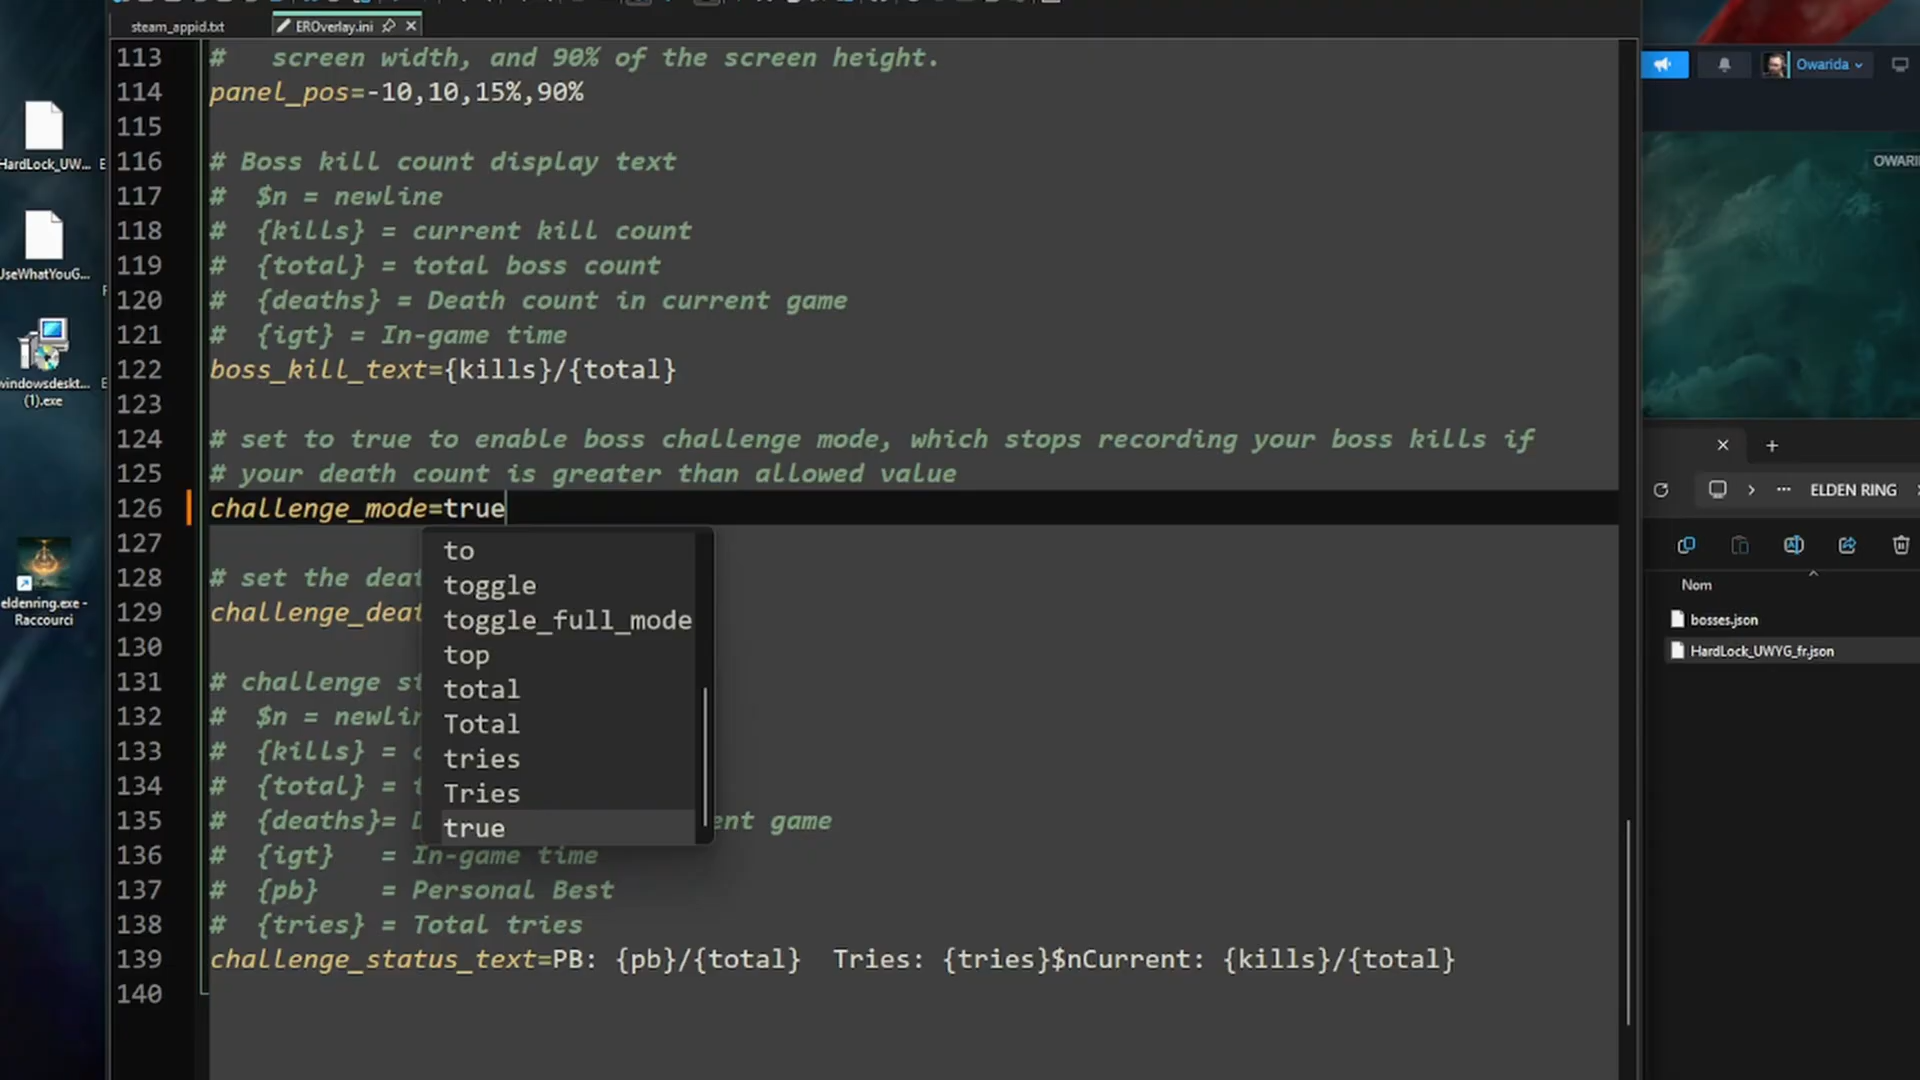 steam_appid.txt
EROverlay.ini
113 #   screen width, and 90% of the screen height.
114 panel_pos=-10,10,15%,90%
115
116 # Boss kill count display text
117 #  $n = newline
118 #  {kills} = current kill count
119 #  {total} = total boss count
120 #  {deaths} = Death count in current game
121 #  {igt} = In-game time
122 boss_kill_text={kills}/{total}
123
124 # set to true to enable boss challenge mode, which stops recording your boss kills if
125 # your death count is greater than allowed value
126 challenge_mode=true
127
128 # set the deat
129 challenge_deat
130
131 # challenge st
132 #  $n = newlin
133 #  {kills} = c
134 #  {total} = t
135 #  {deaths}= D
ent game
136 #  {igt}   = In-game time
137 #  {pb}    = Personal Best
138 #  {tries} = Total tries
139 challenge_status_text=PB: {pb}/{total}  Tries: {tries}$nCurrent: {kills}/{total}
140
to
toggle
toggle_full_mode
top
total
Total
tries
Tries
true
HardLock_UW...
UseWhatYouG...
windowsdeskt...
(1).exe
eldenring.exe -
Raccourci
Owarida
OWARI
ELDEN RING
Nom
bosses.json
HardLock_UWYG_fr.json